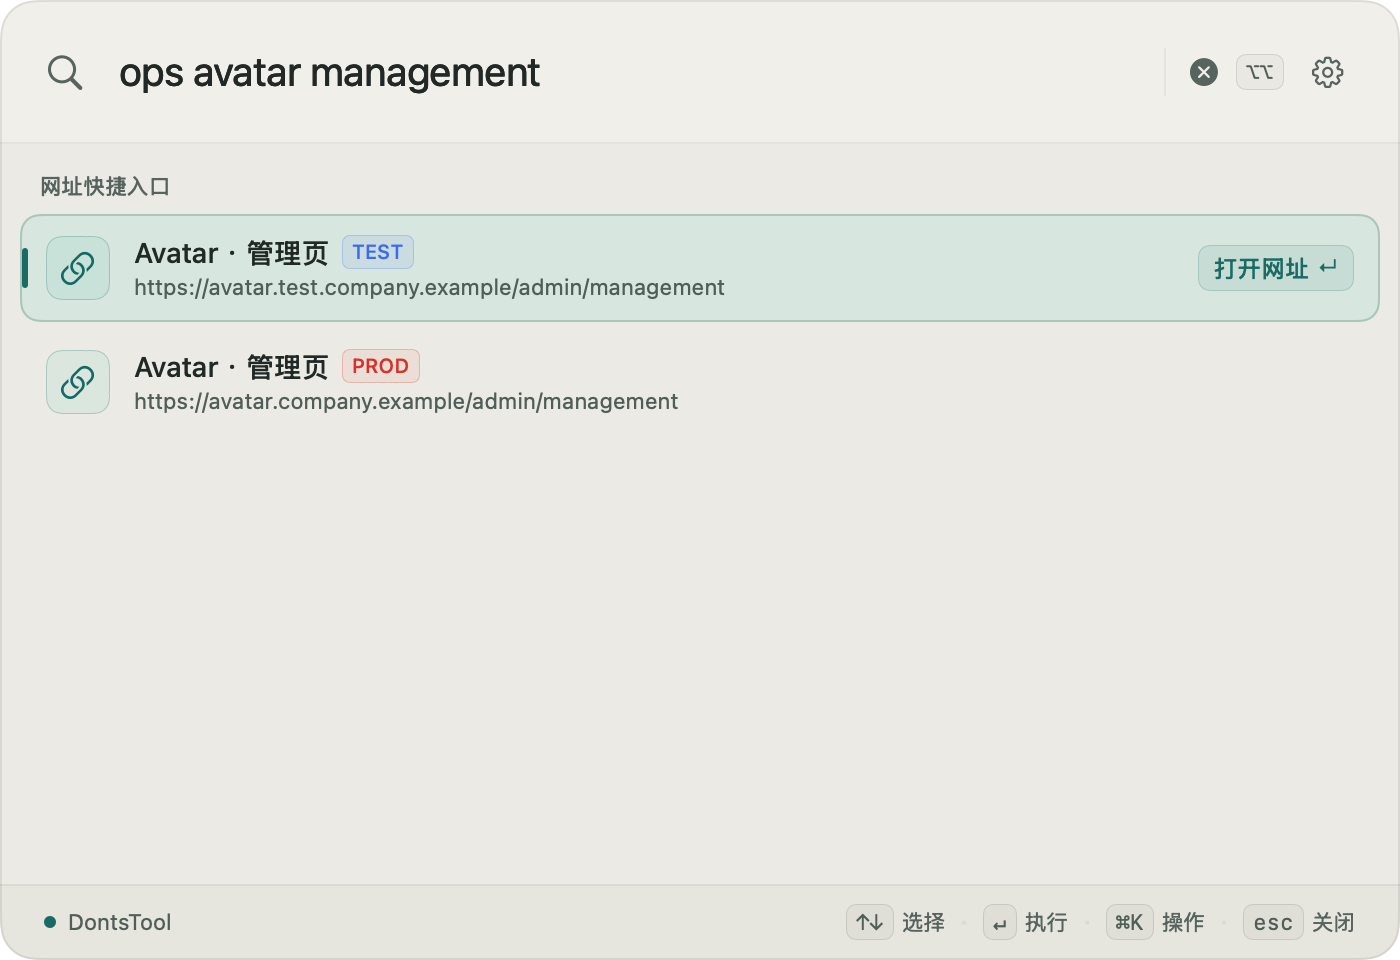 ops avatar management
⌥⌥
网址快捷入口
Avatar · 管理页 TEST
https://avatar.test.company.example/admin/management
打开网址 ↵
Avatar · 管理页 PROD
https://avatar.company.example/admin/management
DontsTool
↑↓ 选择 · ↵ 执行 · ⌘K 操作 · esc 关闭